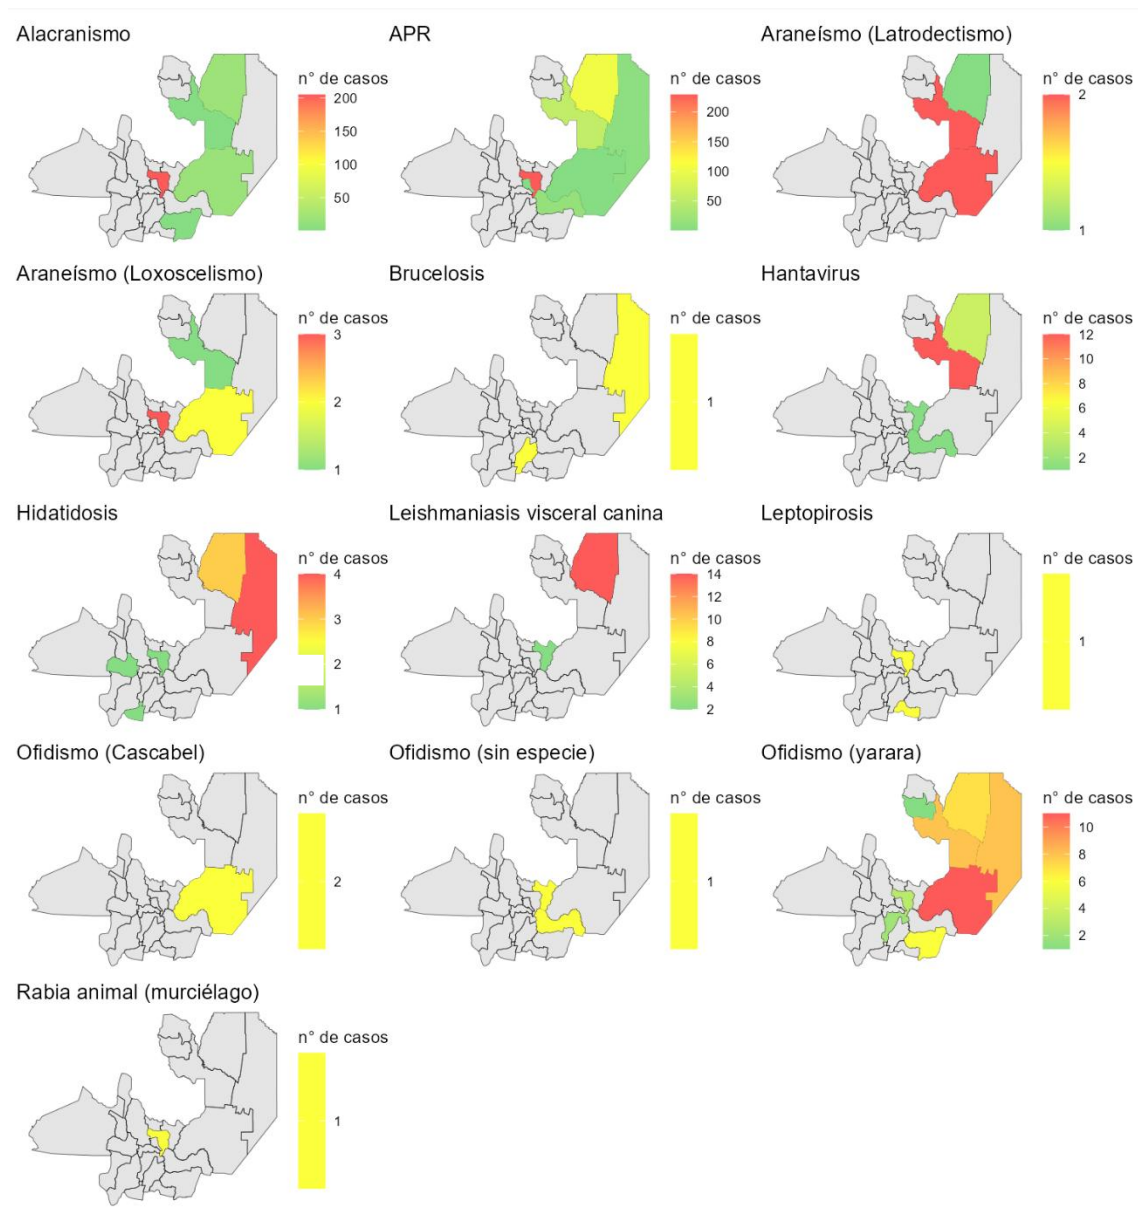 Alacranismo
n° de casos
200
150
100
50
APR
n° de casos
200
150
100
50
Araneísmo (Latrodectismo)
n° de casos
2
1
Araneísmo (Loxoscelismo)
n° de casos
3
2
1
Brucelosis
n° de casos
1
Hantavirus
n° de casos
12
10
8
6
4
2
Hidatidosis
n° de casos
4
3
2
2
1
Leishmaniasis visceral canina
n° de casos
14
12
10
8
6
4
2
Leptopirosis
n° de casos
1
Ofidismo (Cascabel)
n° de casos
2
Ofidismo (sin especie)
n° de casos
1
Ofidismo (yarara)
n° de casos
10
8
6
4
2
Rabia animal (murciélago)
n° de casos
1